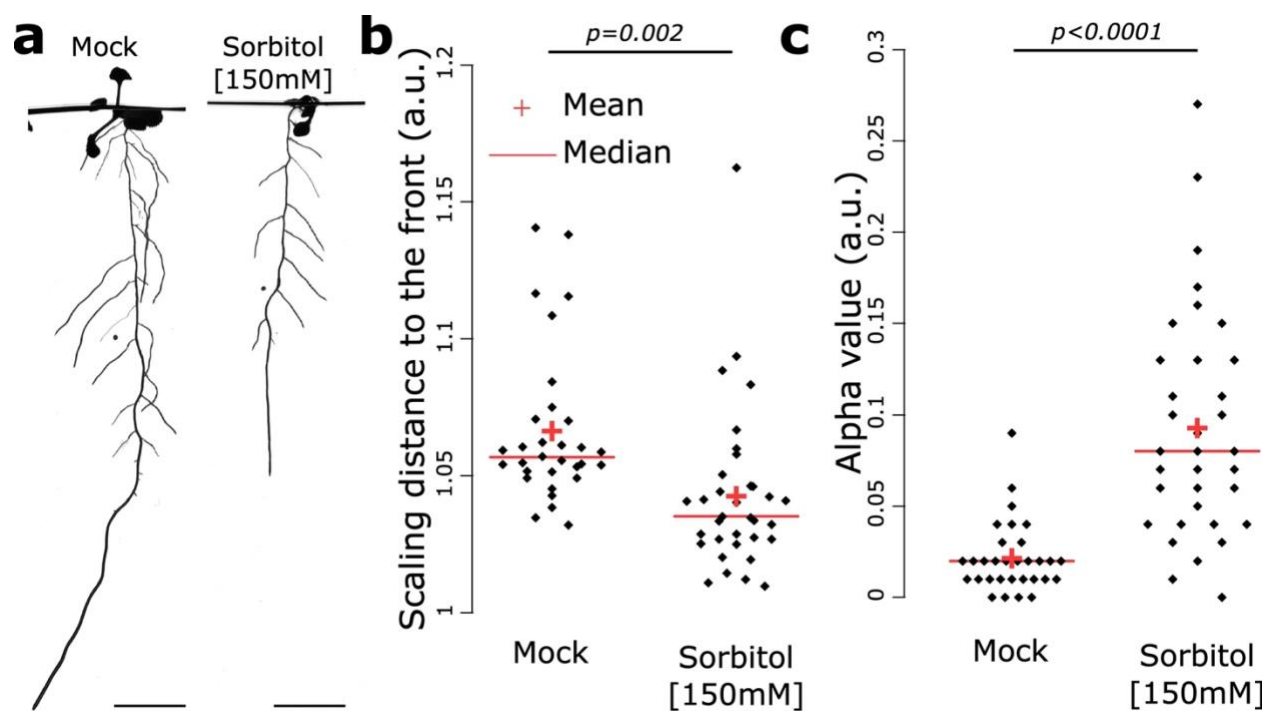 a
Mock
Sorbitol
[150mM]
b
Scaling distance to the front (a.u.)
1.2
1.15
1.1
1.05
1
p=0.002
Mean
Median
Mock
Sorbitol
[150mM]
c
Alpha value (a.u.)
0.3
0.25
0.2
0.15
0.1
0.05
0
p<0.0001
Mock
Sorbitol
[150mM]